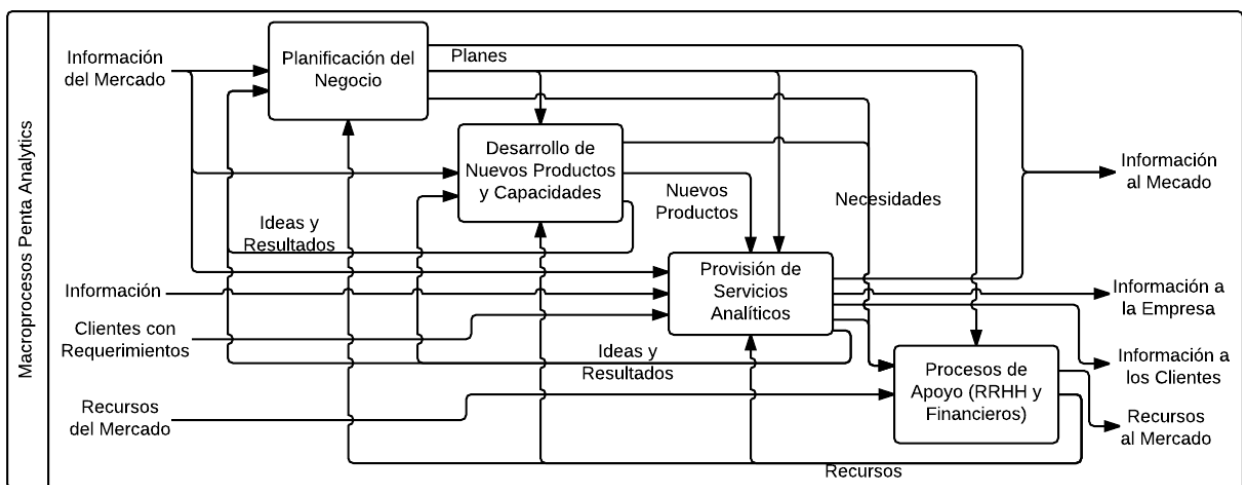 Macroprocesos Penta Analytics
Información
del Mercado
Planificación del
Negocio
Planes
Desarrollo de
Nuevos Productos
y Capacidades
Información
al Mecado
Nuevos
Productos
Necesidades
Ideas y
Resultados
Provisión de
Servicios
Analíticos
Información
Información a
la Empresa
Clientes con
Requerimientos
Ideas y
Resultados
Información a
los Clientes
Procesos de
Apoyo (RRHH y
Financieros)
Recursos
del Mercado
Recursos
al Mercado
Recursos